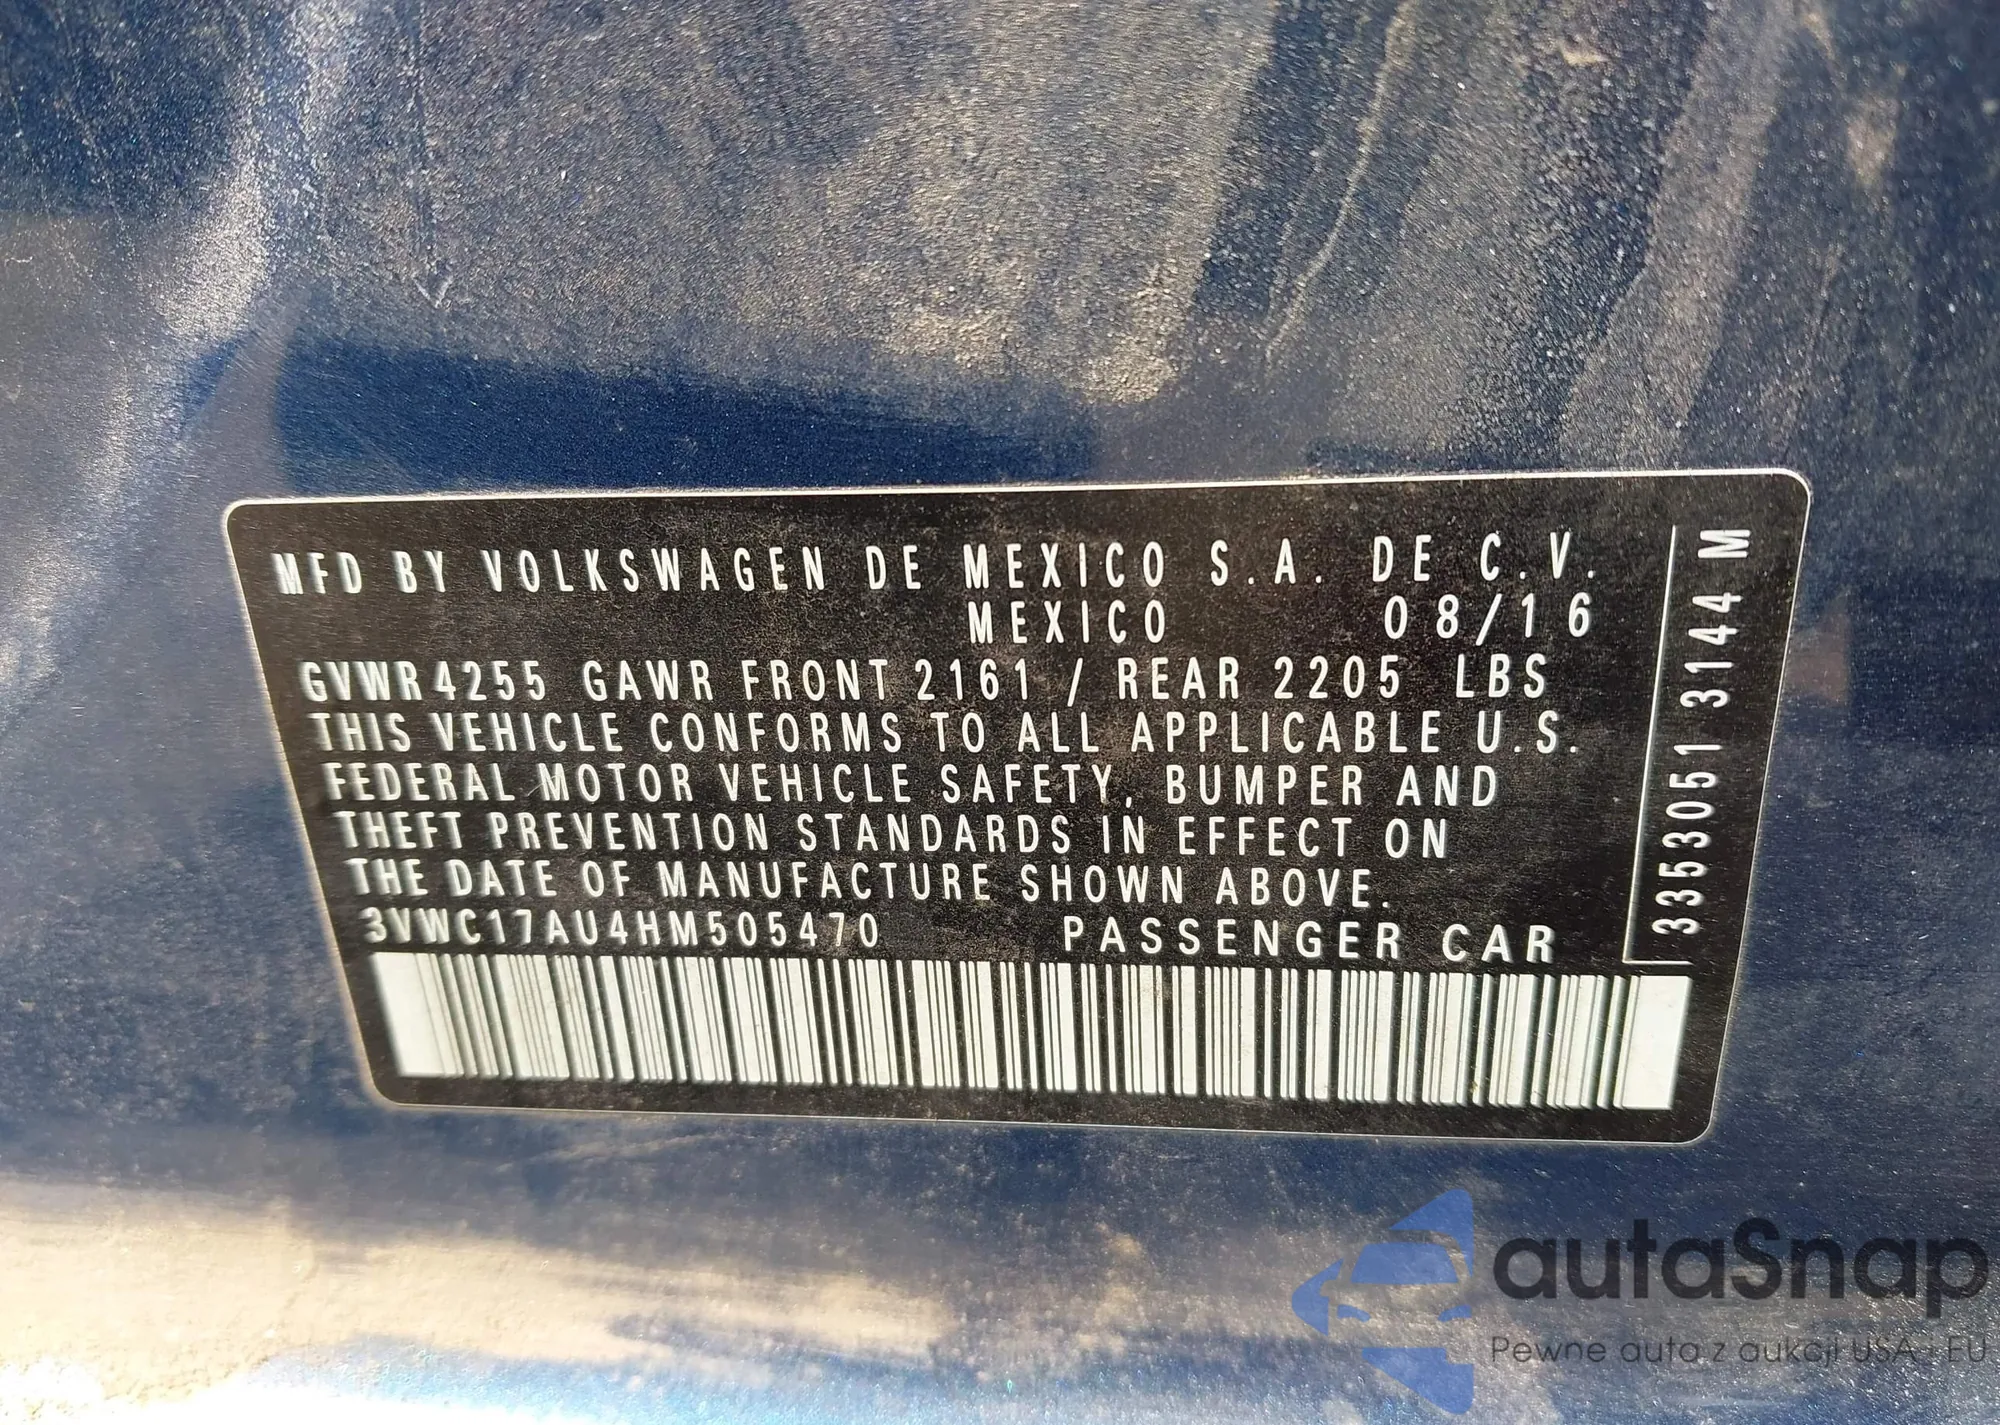 MFD BY VOLKSWAGEN DE MEXICO S.A. DE C.V.
MEXICO 08/16
GVWR 4255 GAWR FRONT 2161 / REAR 2205 LBS
THIS VEHICLE CONFORMS TO ALL APPLICABLE U.S.
FEDERAL MOTOR VEHICLE SAFETY, BUMPER AND
THEFT PREVENTION STANDARDS IN EFFECT ON
THE DATE OF MANUFACTURE SHOWN ABOVE.
3VWC17AU4HM505470 PASSENGER CAR
3353051 3144 M
autaSnap
Pewne auta z aukcji USA i EU